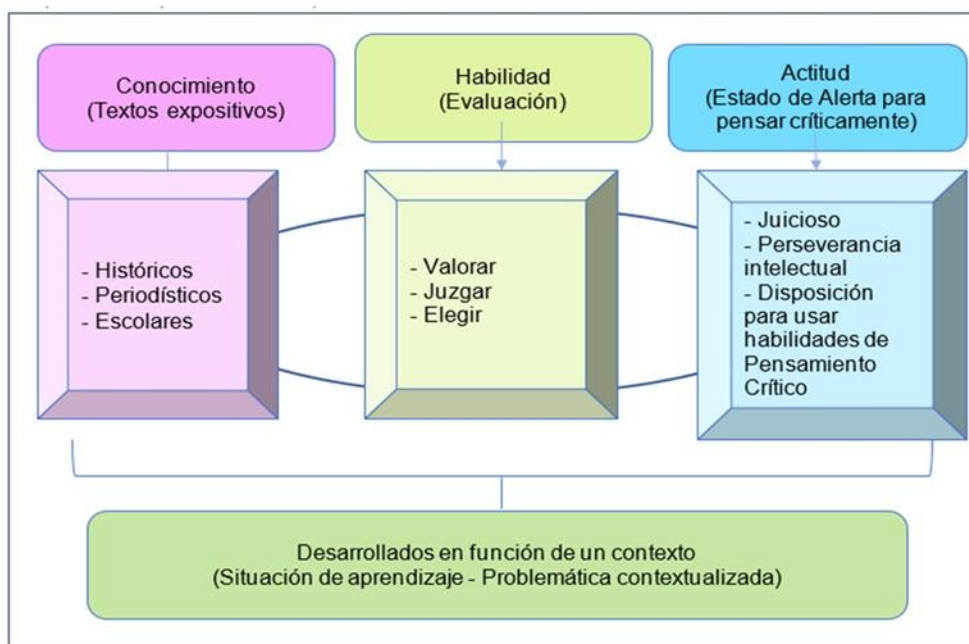 Conocimiento
(Textos expositivos)
Habilidad
(Evaluación)
Actitud
(Estado de Alerta para
pensar críticamente)
- Históricos
- Periodísticos
- Escolares
- Valorar
- Juzgar
- Elegir
- Juicioso
- Perseverancia
intelectual
- Disposición
para usar
habilidades de
Pensamiento
Crítico
Desarrollados en función de un contexto
(Situación de aprendizaje - Problemática contextualizada)